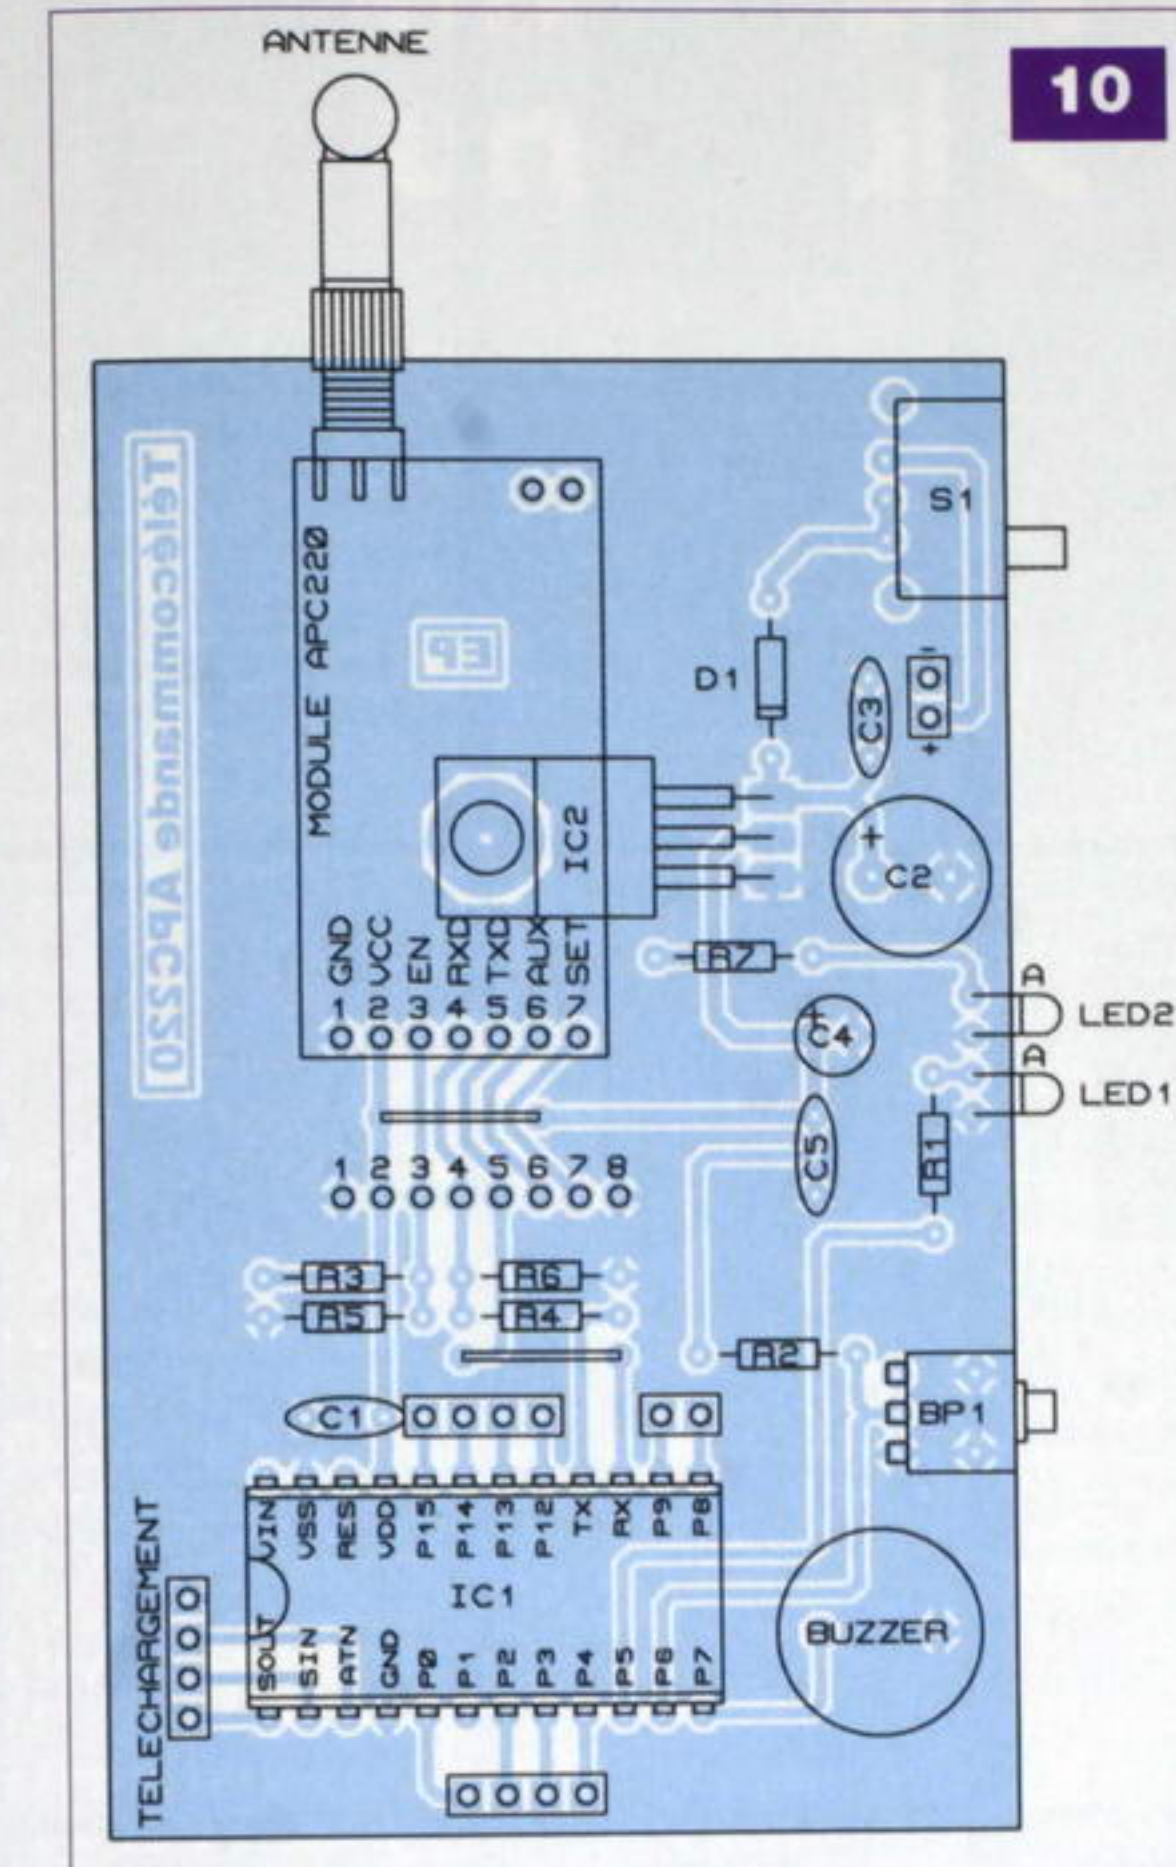 ANTENNE
10
Télécommande APC220
MODULE APC220
EP
S1
D1
C3
-
+
IC2
+
C2
GND
VCC
EN
RXD
TXD
AUX
SET
1 2 3 4 5 6 7
R7
+
C4
A
LED2
A
LED1
C5
R1
1 2 3 4 5 6 7 8
R3
R6
R5
R4
R2
C1
BP1
TELECHARGEMENT
VIN
VSS
RES
VDD
P15
P14
P13
P12
TX
RX
P9
P8
IC1
SOUT
SIN
ATN
GND
P0
P1
P2
P3
P4
P5
P6
P7
BUZZER